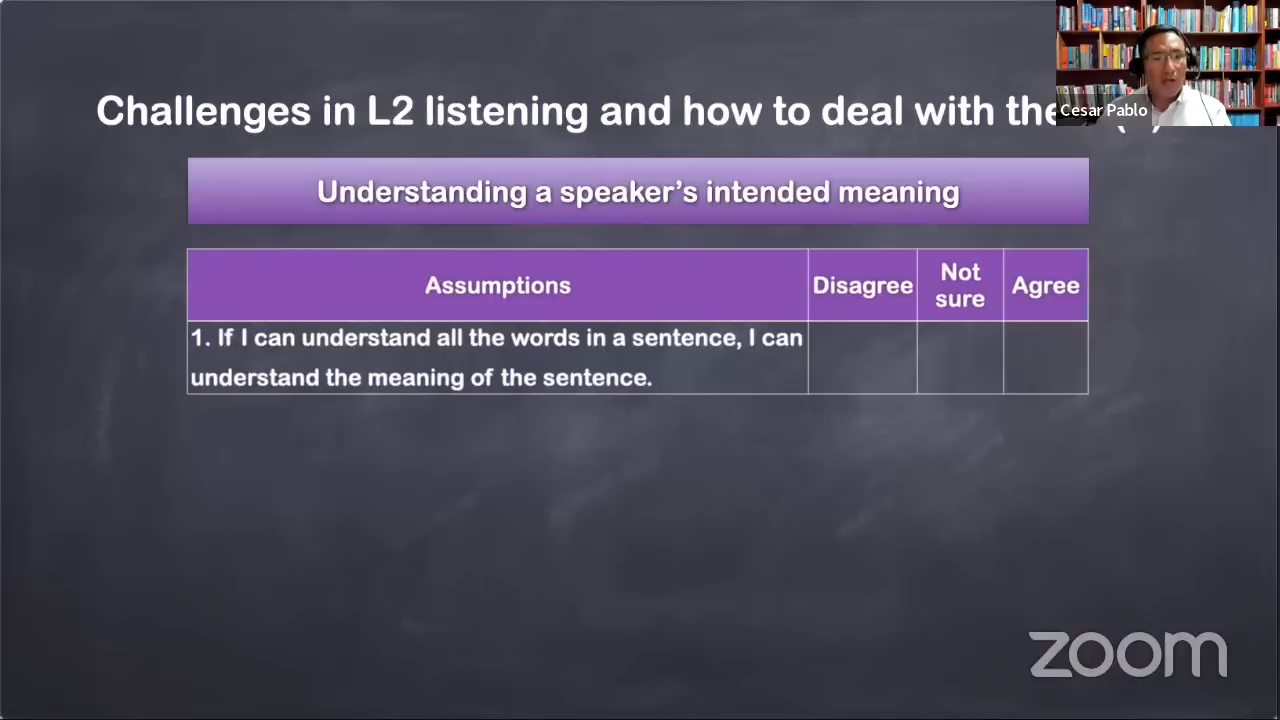 Challenges in L2 listening and how to deal with
Cesar Pablo
Understanding a speaker's intended meaning
Assumptions
Disagree
Not
sure
Agree
1. If I can understand all the words in a sentence, I can
understand the meaning of the sentence.
zoom